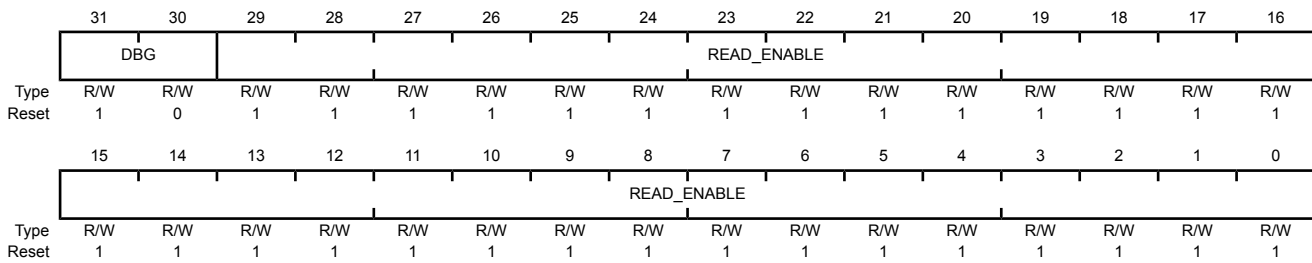 31 30 29 28 27 26 25 24 23 22 21 20 19 18 17 16
DBG READ_ENABLE
Type R/W R/W R/W R/W R/W R/W R/W R/W R/W R/W R/W R/W R/W R/W R/W R/W
Reset 1 0 1 1 1 1 1 1 1 1 1 1 1 1 1 1
15 14 13 12 11 10 9 8 7 6 5 4 3 2 1 0
READ_ENABLE
Type R/W R/W R/W R/W R/W R/W R/W R/W R/W R/W R/W R/W R/W R/W R/W R/W
Reset 1 1 1 1 1 1 1 1 1 1 1 1 1 1 1 1